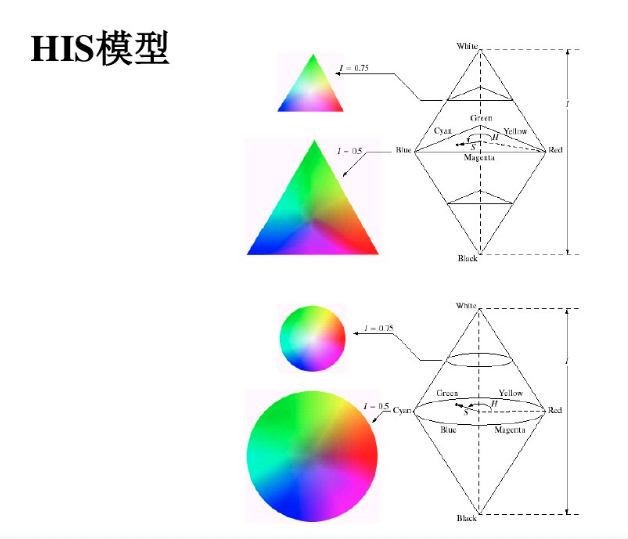 HIS模型
White
I = 0.75
I
Green
Cyan
Yellow
H
S
I = 0.5
Blue
Red
Magenta
Black
White
I = 0.75
I
Green
Yellow
H
S
I = 0.5
Cyan
Red
Blue
Magenta
Black